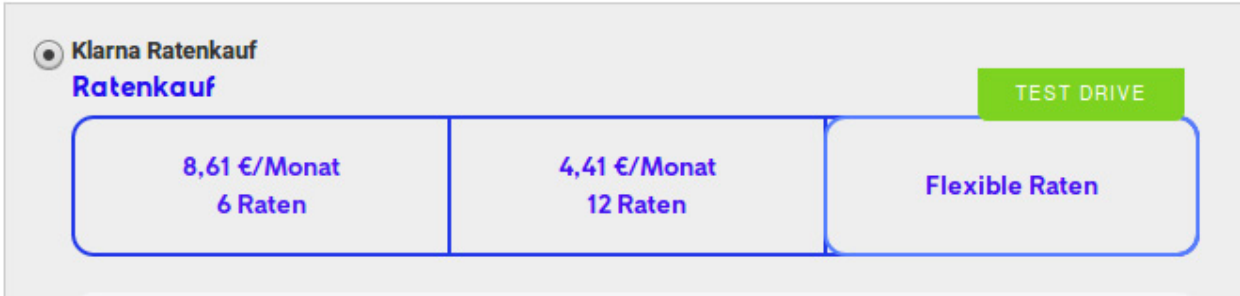 Klarna Ratenkauf
Ratenkauf
TEST DRIVE
8,61 €/Monat
6 Raten
4,41 €/Monat
12 Raten
Flexible Raten